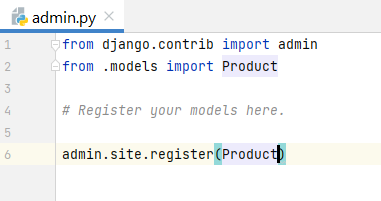 admin.py
1 from django.contrib import admin
2 from .models import Product
3
4 # Register your models here.
5
6 admin.site.register(Product)